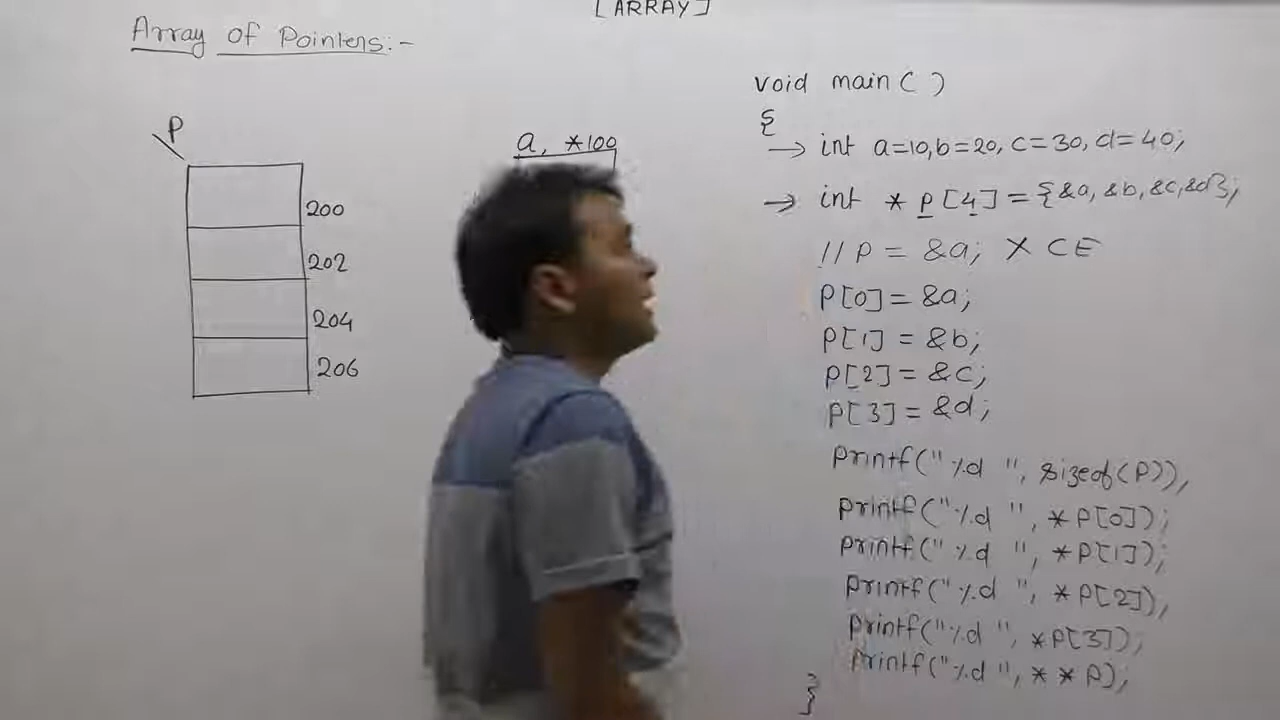 [ARRAY]
Array of Pointers:-
P
200
202
204
206
a, *100
void main( )
{
→ int a=10,b=20,c=30,d=40;
→ int * p[4]={&a,&b,&c,&d};
// P = &a; X CE
P[0]=&a;
P[1] = &b;
P[2] = &c;
P[3] = &d;
Printf("%d ", sizeof(P)),
Printf("%d ", *P[0]);
Printf("%d ", *P[1]);
Printf("%d ", *P[2]),
Printf("%d ", *P[3]);
Printf("%d ", **P);
}